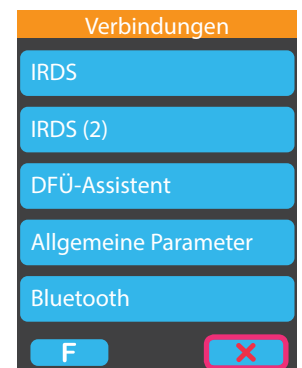 Verbindungen
IRDS
IRDS (2)
DFÜ-Assistent
Allgemeine Parameter
Bluetooth
F